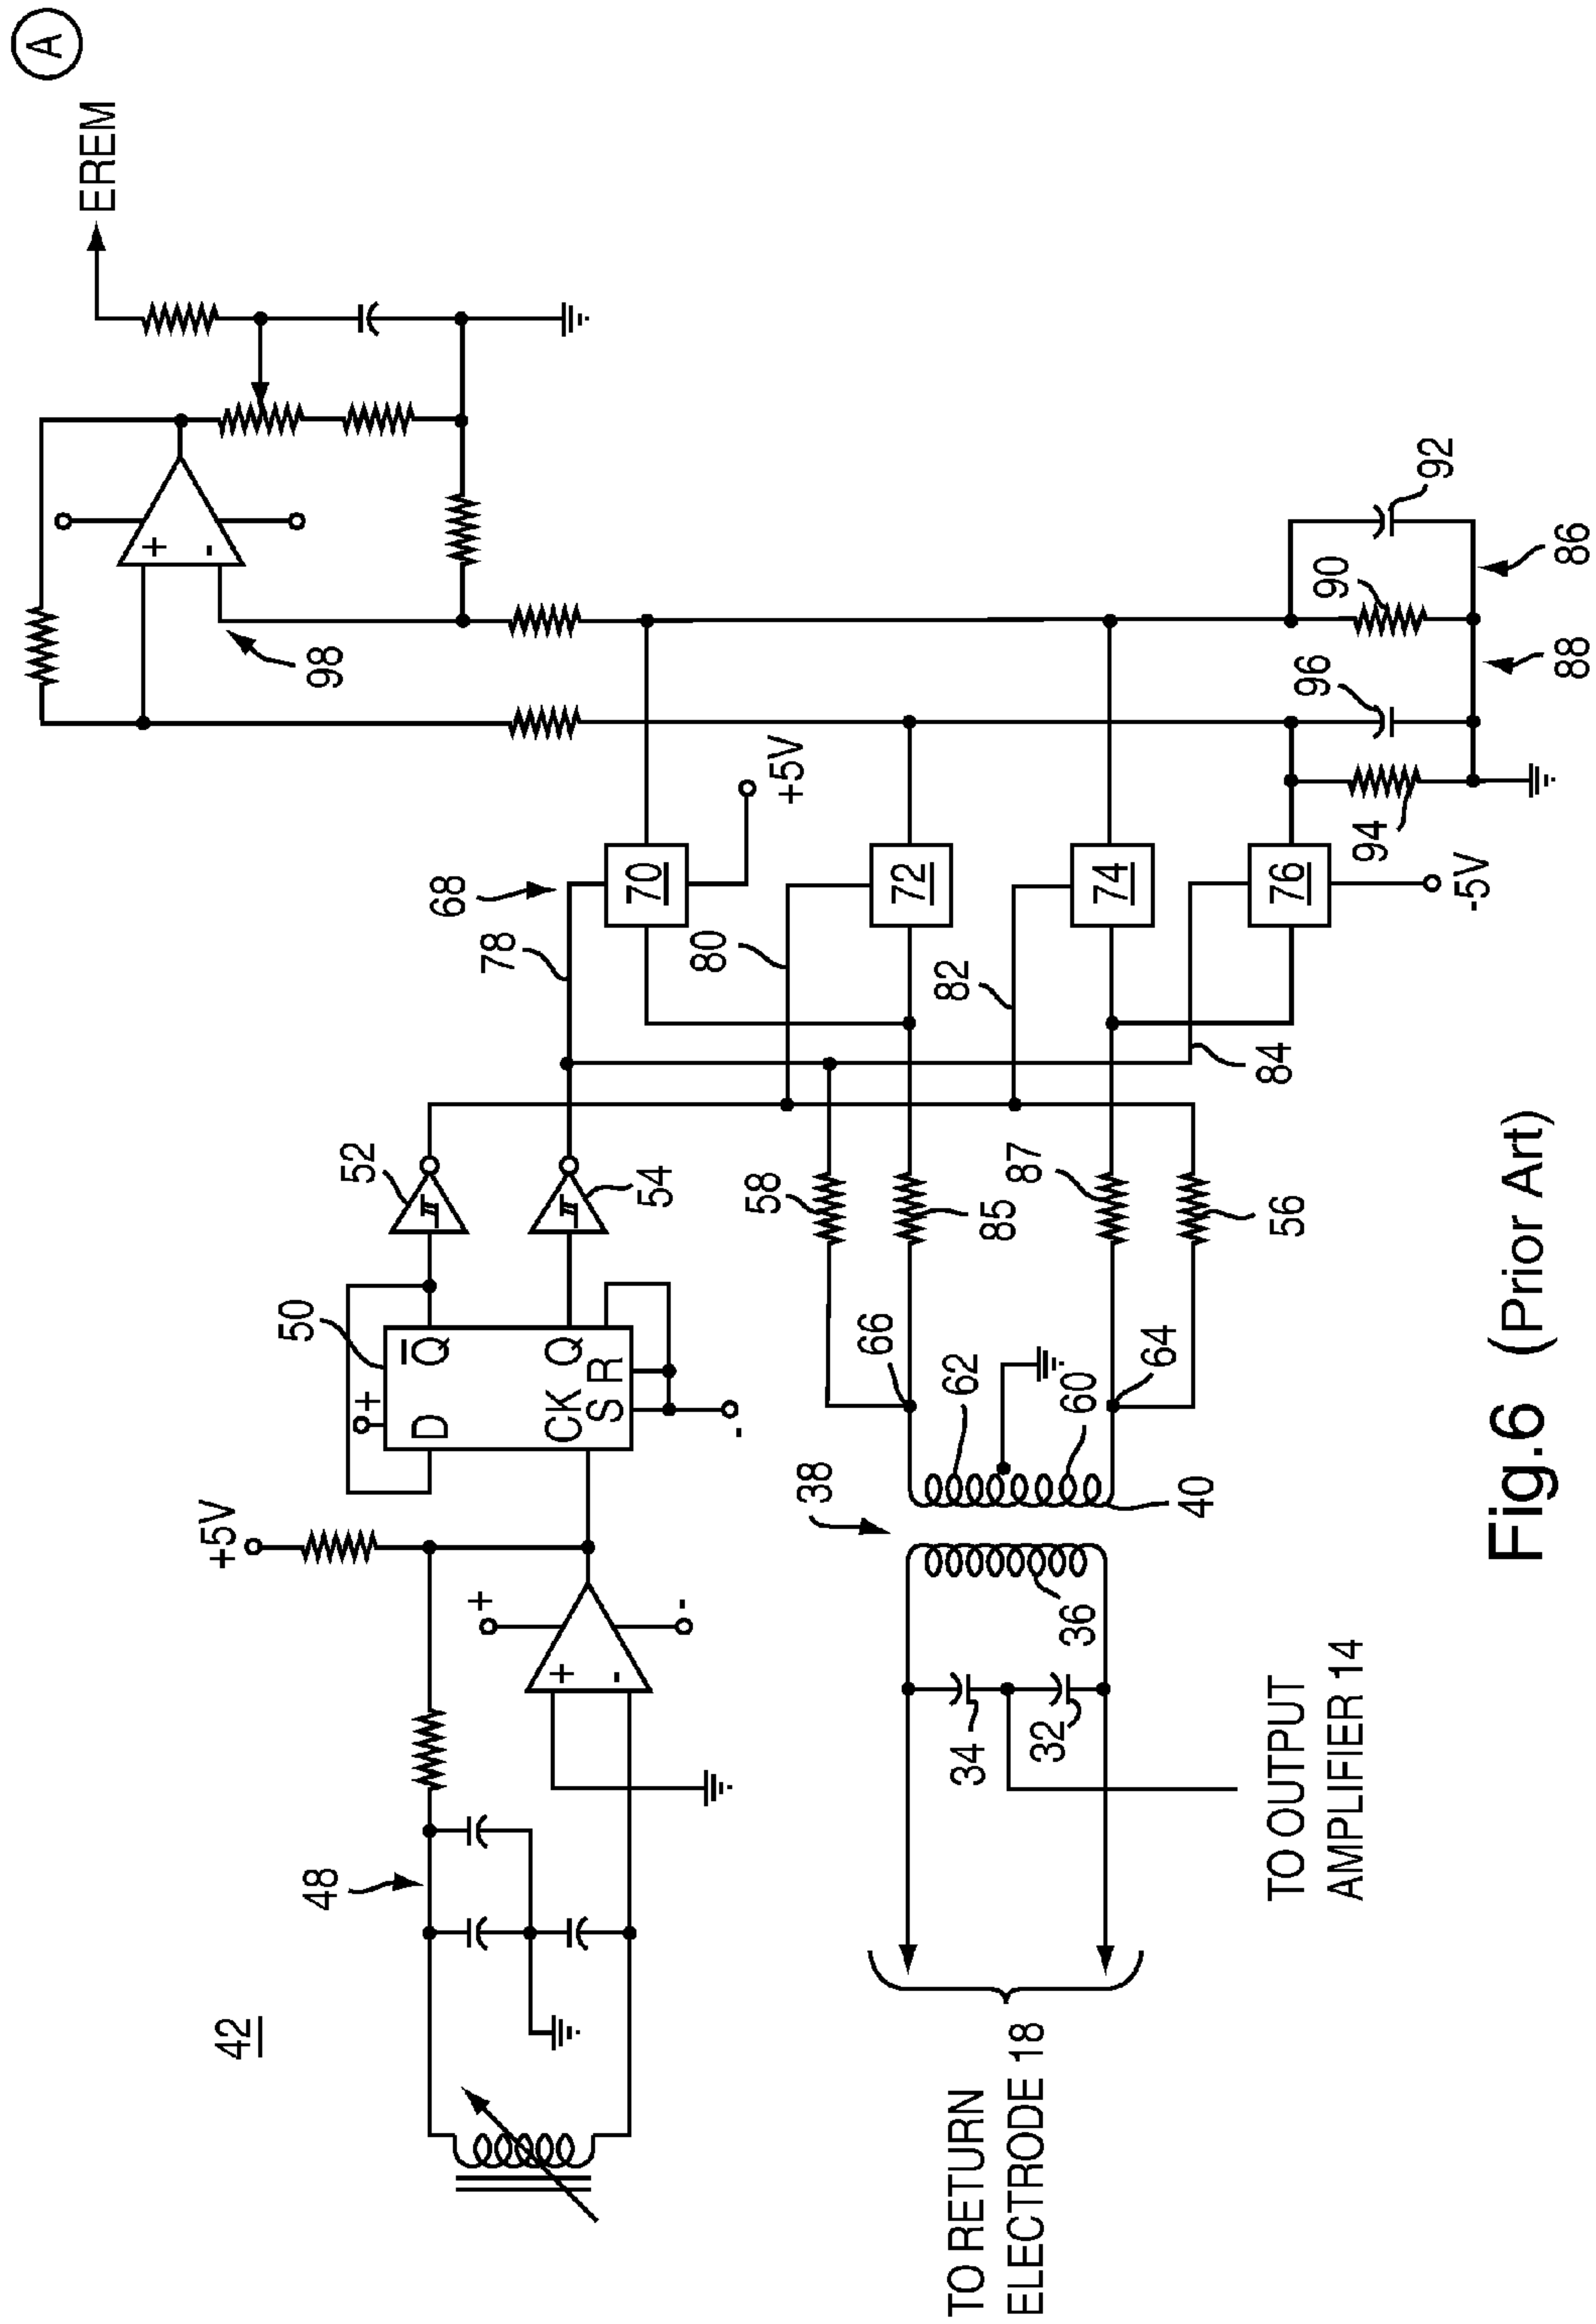 A
EREM
42
48
+5V
+
-
+
-
50
+
D
Q
CK
Q
S
R
-
52
54
78
68
70
+5V
98
+
-
80
72
82
74
84
76
-5V
94
96
88
90
86
92
58
85
87
56
66
62
60
64
38
40
36
34
32
TO RETURN
ELECTRODE 18
TO OUTPUT
AMPLIFIER 14
Fig.6 (Prior Art)